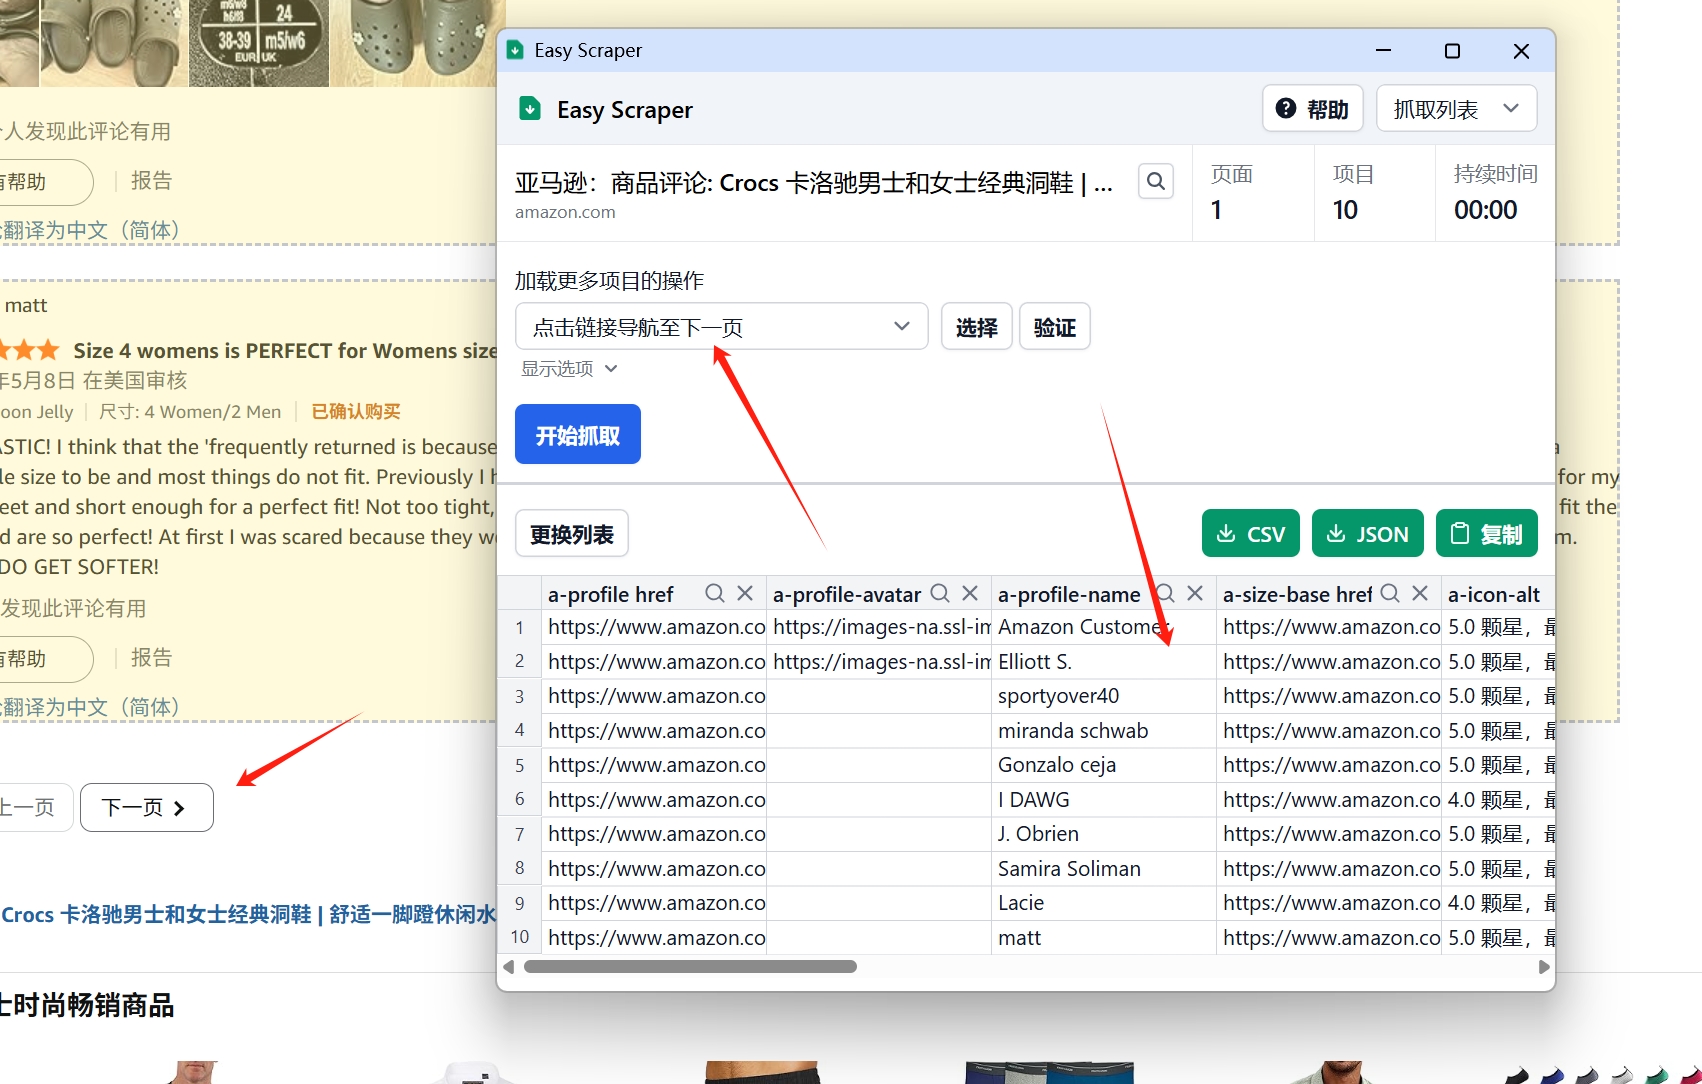 24
38-39
m5/w6
EUR
UK
个人发现此评论有用
有帮助
报告
翻译为中文（简体）
matt
Size 4 womens is PERFECT for Womens size
年5月8日 在美国审核
oon Jelly
尺寸: 4 Women/2 Men
已确认购买
ASTIC! I think that the 'frequently returned is because
le size to be and most things do not fit. Previously I h
for my
eet and short enough for a perfect fit! Not too tight,
fit the
d are so perfect! At first I was scared because they we
m.
DO GET SOFTER!
发现此评论有用
有帮助
报告
翻译为中文（简体）
上一页
下一页
Crocs 卡洛驰男士和女士经典洞鞋 | 舒适一脚蹬休闲水
士时尚畅销商品
Easy Scraper
Easy Scraper
帮助
抓取列表
亚马逊：商品评论: Crocs 卡洛驰男士和女士经典洞鞋 | ...
amazon.com
页面
1
项目
10
持续时间
00:00
加载更多项目的操作
点击链接导航至下一页
选择
验证
显示选项
开始抓取
更换列表
CSV
JSON
复制
a-profile href
a-profile-avatar
a-profile-name
a-size-base href
a-icon-alt
1 https://www.amazon.co https://images-na.ssl-im Amazon Customer https://www.amazon.co 5.0 颗星，最
2 https://www.amazon.co https://images-na.ssl-im Elliott S. https://www.amazon.co 5.0 颗星，最
3 https://www.amazon.co sportyover40 https://www.amazon.co 5.0 颗星，最
4 https://www.amazon.co miranda schwab https://www.amazon.co 5.0 颗星，最
5 https://www.amazon.co Gonzalo ceja https://www.amazon.co 5.0 颗星，最
6 https://www.amazon.co I DAWG https://www.amazon.co 4.0 颗星，最
7 https://www.amazon.co J. Obrien https://www.amazon.co 5.0 颗星，最
8 https://www.amazon.co Samira Soliman https://www.amazon.co 5.0 颗星，最
9 https://www.amazon.co Lacie https://www.amazon.co 4.0 颗星，最
10 https://www.amazon.co matt https://www.amazon.co 5.0 颗星，最